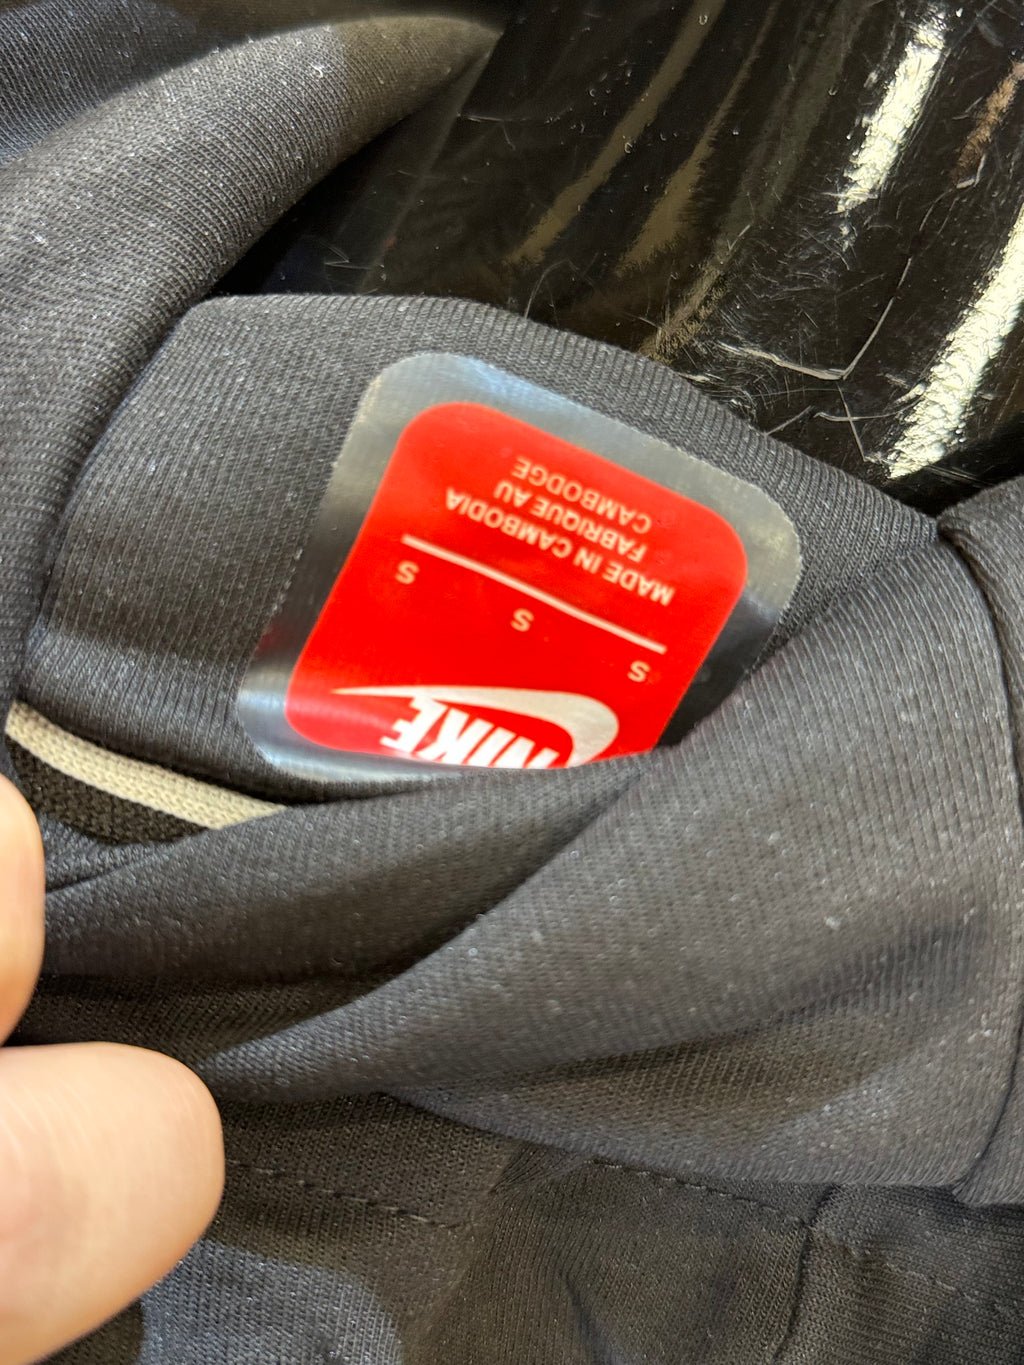 NIKE
S S S
MADE IN CAMBODIA
FABRIQUE AU
CAMBODGE